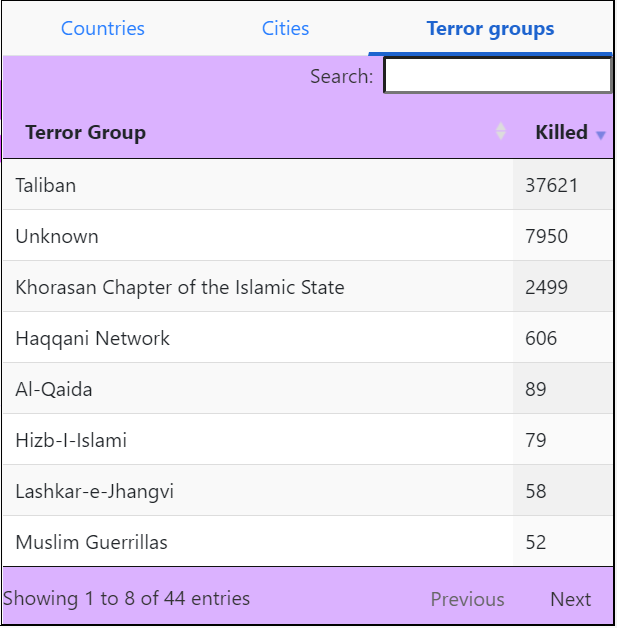 Countries Cities Terror groups
Search:
Terror Group Killed
Taliban 37621
Unknown 7950
Khorasan Chapter of the Islamic State 2499
Haqqani Network 606
Al-Qaida 89
Hizb-I-Islami 79
Lashkar-e-Jhangvi 58
Muslim Guerrillas 52
Showing 1 to 8 of 44 entries Previous Next